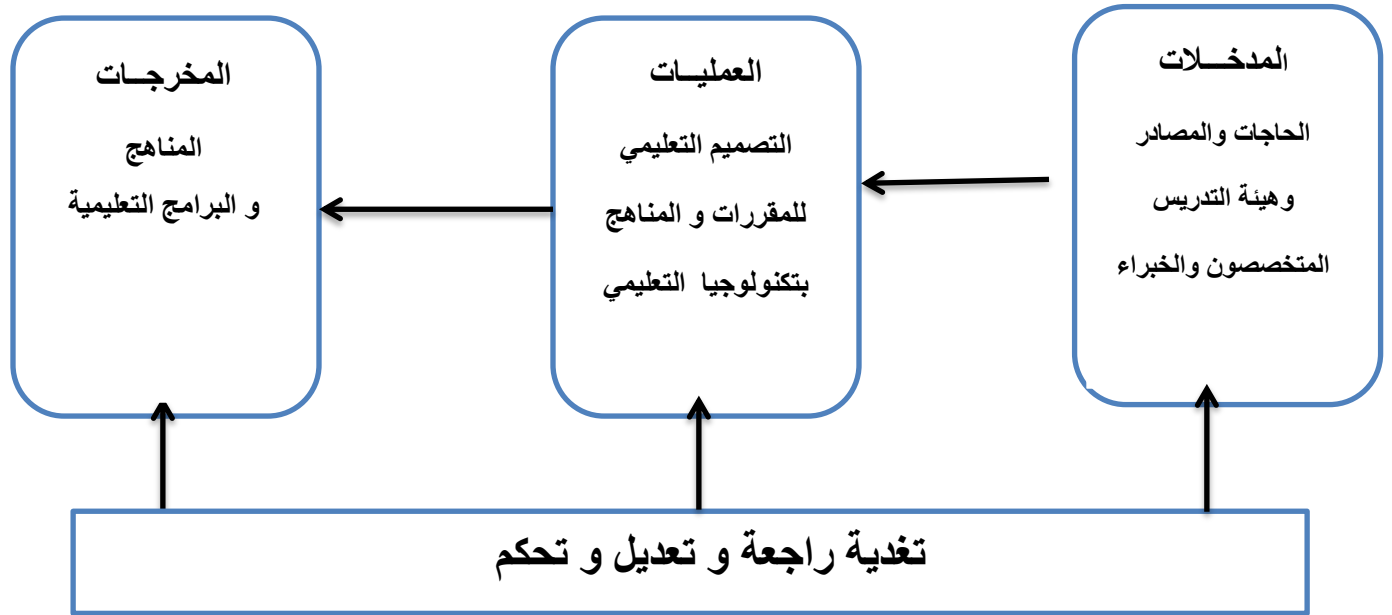 المدخــلات
الحاجات والمصادر
وهيئة التدريس
المتخصصون والخبراء
العمليــات
التصميم التعليمي
للمقررات و المناهج
بتكنولوجيا التعليمي
المخرجــات
المناهج
و البرامج التعليمية
تغدية راجعة و تعديل و تحكم